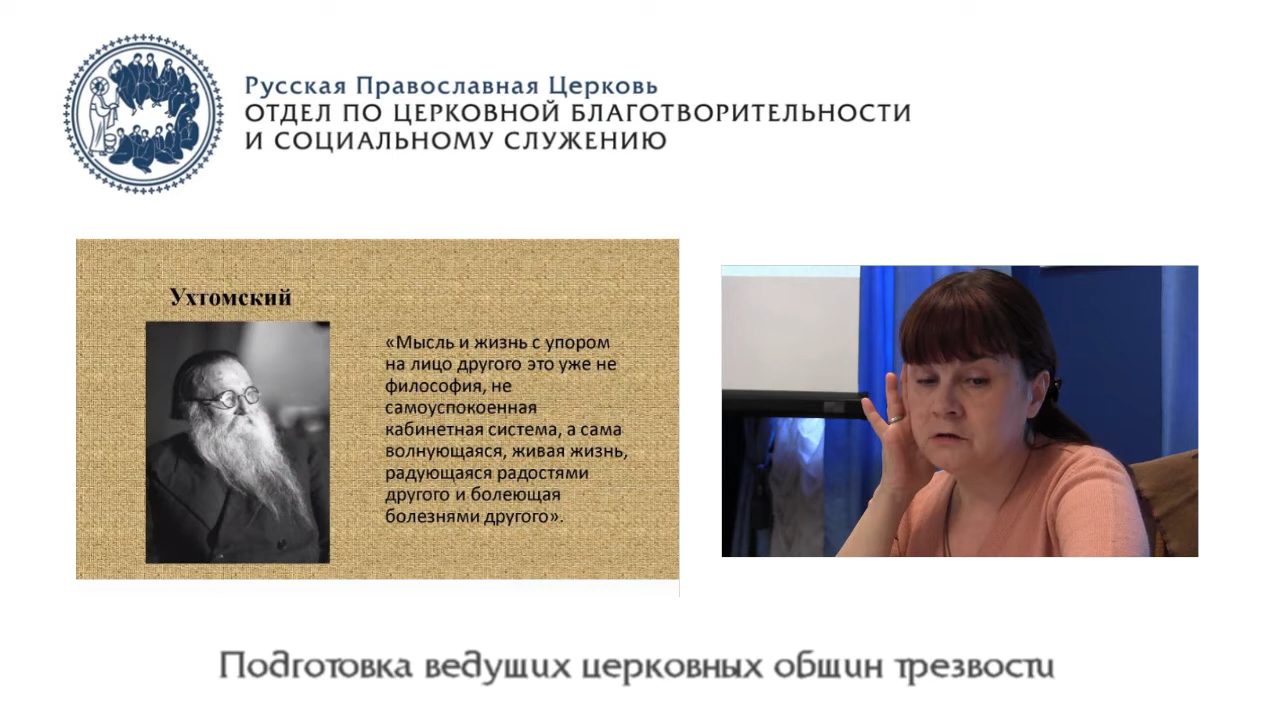 Русская Православная Церковь
ОТДЕЛ ПО ЦЕРКОВНОЙ БЛАГОТВОРИТЕЛЬНОСТИ
И СОЦИАЛЬНОМУ СЛУЖЕНИЮ
Ухтомский
«Мысль и жизнь с упором
на лицо другого это уже не
философия, не
самоуспокоенная
кабинетная система, а сама
волнующаяся, живая жизнь,
радующаяся радостями
другого и болеющая
болезнями другого».
Подготовка ведущих церковных общин трезвости